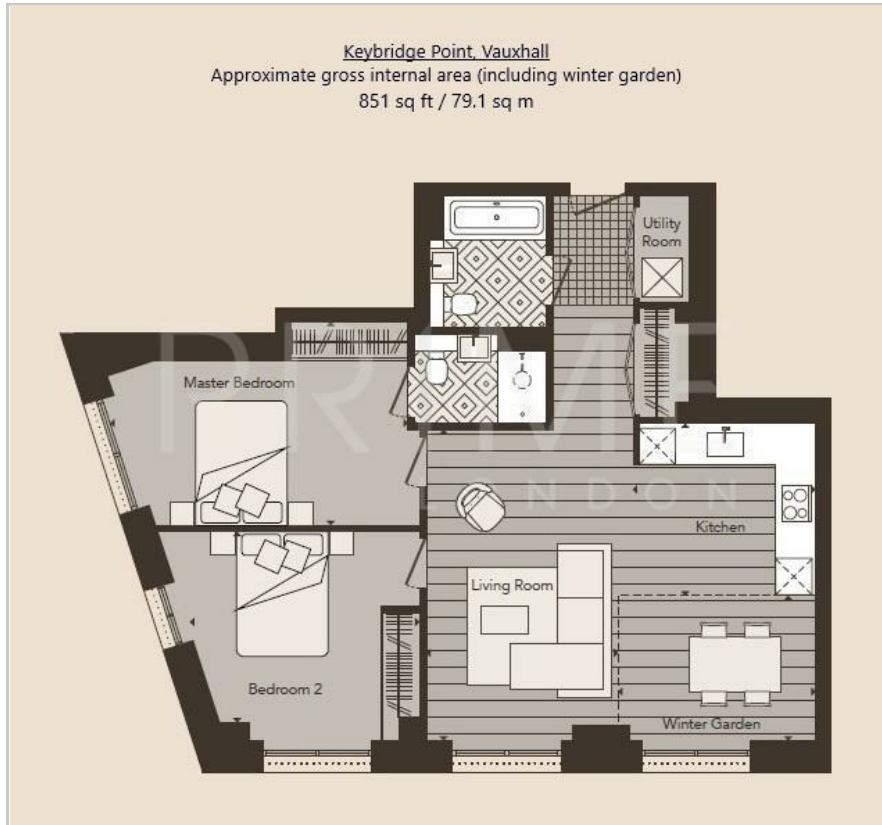 Keybridge Point, Vauxhall
Approximate gross internal area (including winter garden)
851 sq ft / 79.1 sq m
Utility
Room
PRIME
LONDON
Master Bedroom
Kitchen
Living Room
Bedroom 2
Winter Garden